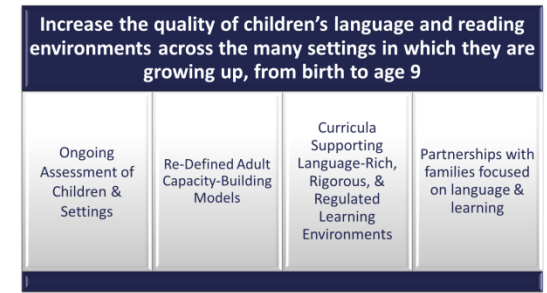 Increase the quality of children's language and reading
environments across the many settings in which they are
growing up, from birth to age 9
Ongoing
Assessment of
Children &
Settings
Re-Defined Adult
Capacity-Building
Models
Curricula
Supporting
Language-Rich,
Rigorous, &
Regulated
Learning
Environments
Partnerships with
families focused
on language &
learning